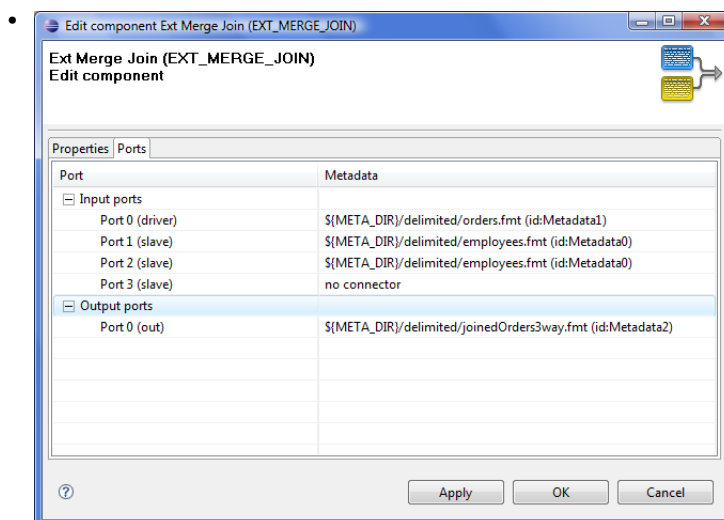 Edit component Ext Merge Join (EXT_MERGE_JOIN)
Ext Merge Join (EXT_MERGE_JOIN)
Edit component
Properties Ports
Port Metadata
Input ports
Port 0 (driver) ${META_DIR}/delimited/orders.fmt (id:Metadata1)
Port 1 (slave) ${META_DIR}/delimited/employees.fmt (id:Metadata0)
Port 2 (slave) ${META_DIR}/delimited/employees.fmt (id:Metadata0)
Port 3 (slave) no connector
Output ports
Port 0 (out) ${META_DIR}/delimited/joinedOrders3way.fmt (id:Metadata2)
? Apply OK Cancel